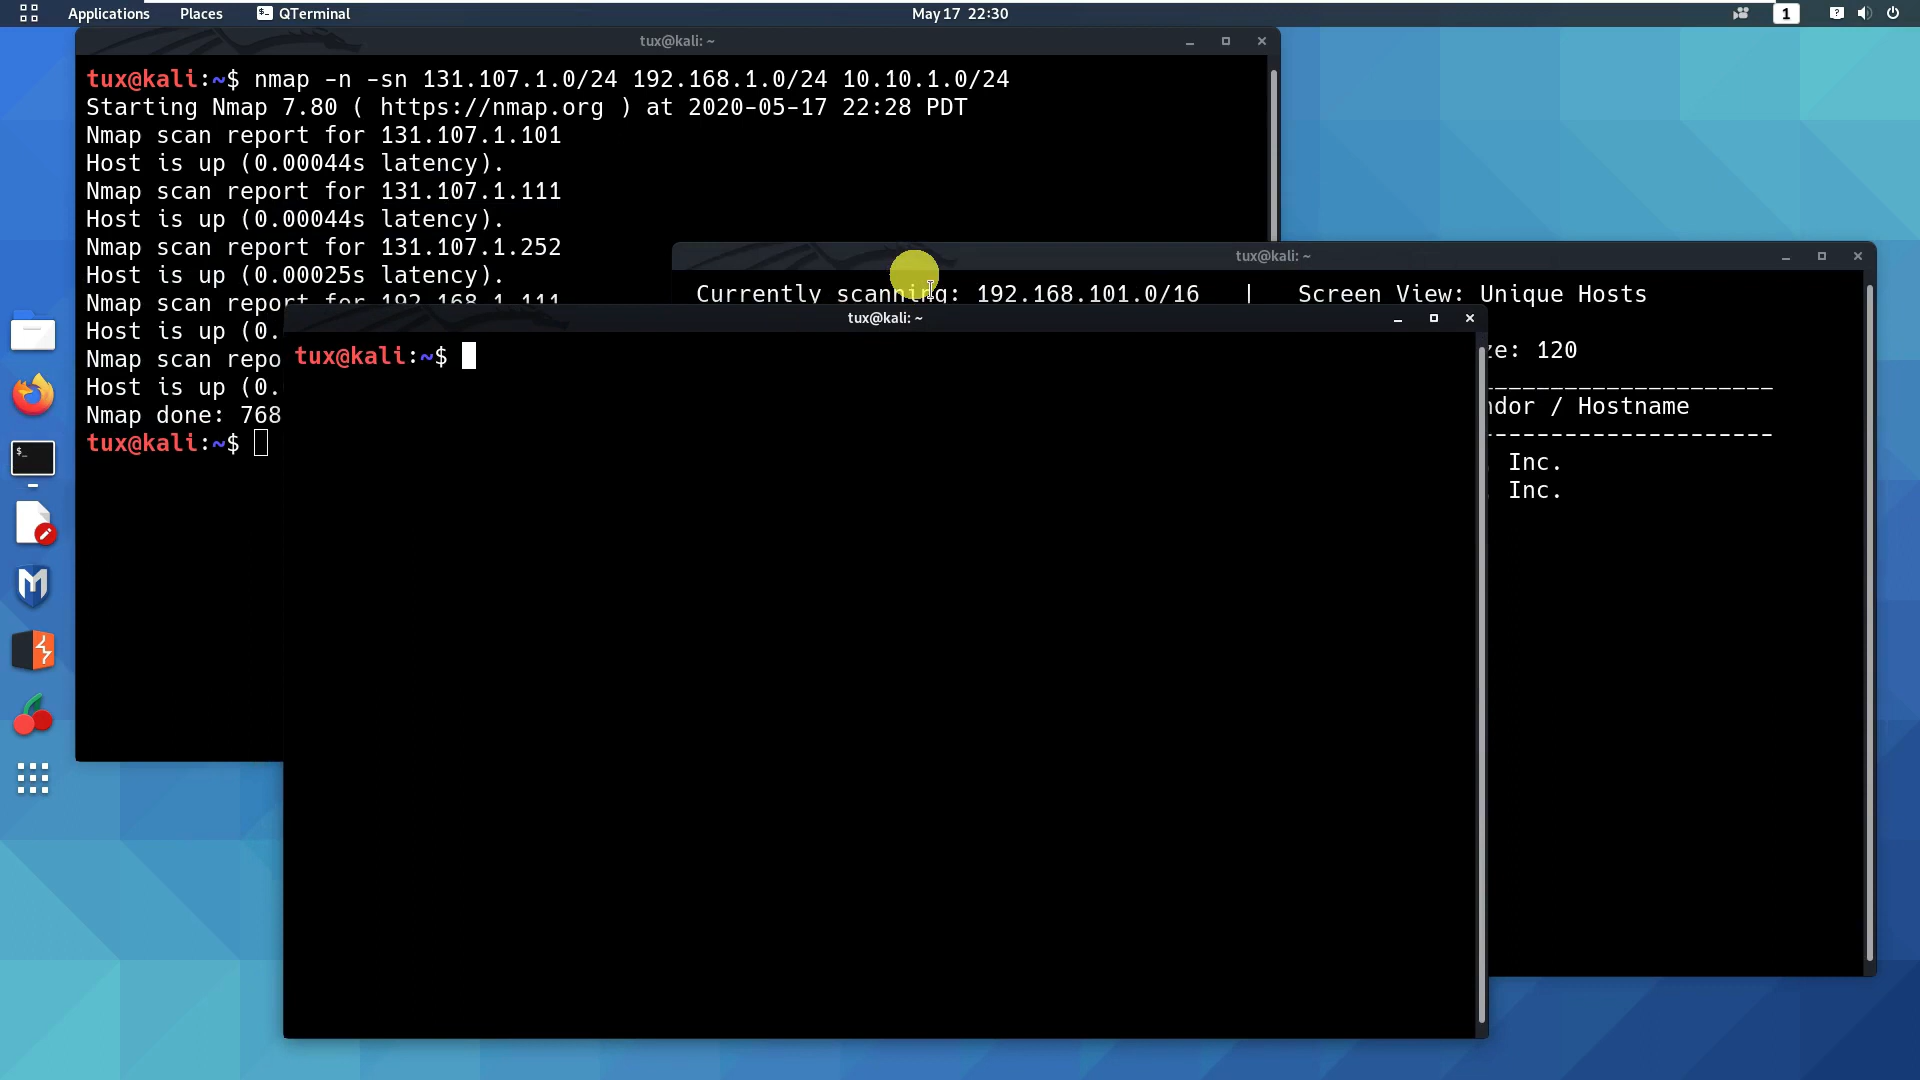 Applications Places QTerminal May 17 22:30 1
tux@kali: ~
tux@kali:~$ nmap -n -sn 131.107.1.0/24 192.168.1.0/24 10.10.1.0/24
Starting Nmap 7.80 ( https://nmap.org ) at 2020-05-17 22:28 PDT
Nmap scan report for 131.107.1.101
Host is up (0.00044s latency).
Nmap scan report for 131.107.1.111
Host is up (0.00044s latency).
Nmap scan report for 131.107.1.252
Host is up (0.00025s latency).
Nmap scan report for 192.168.1.111
Host is up (0.
Nmap scan repo
Host is up (0.
Nmap done: 768
tux@kali:~$
tux@kali: ~
Currently scanning: 192.168.101.0/16 | Screen View: Unique Hosts
ze: 120
ndor / Hostname
Inc.
Inc.
tux@kali: ~
tux@kali:~$